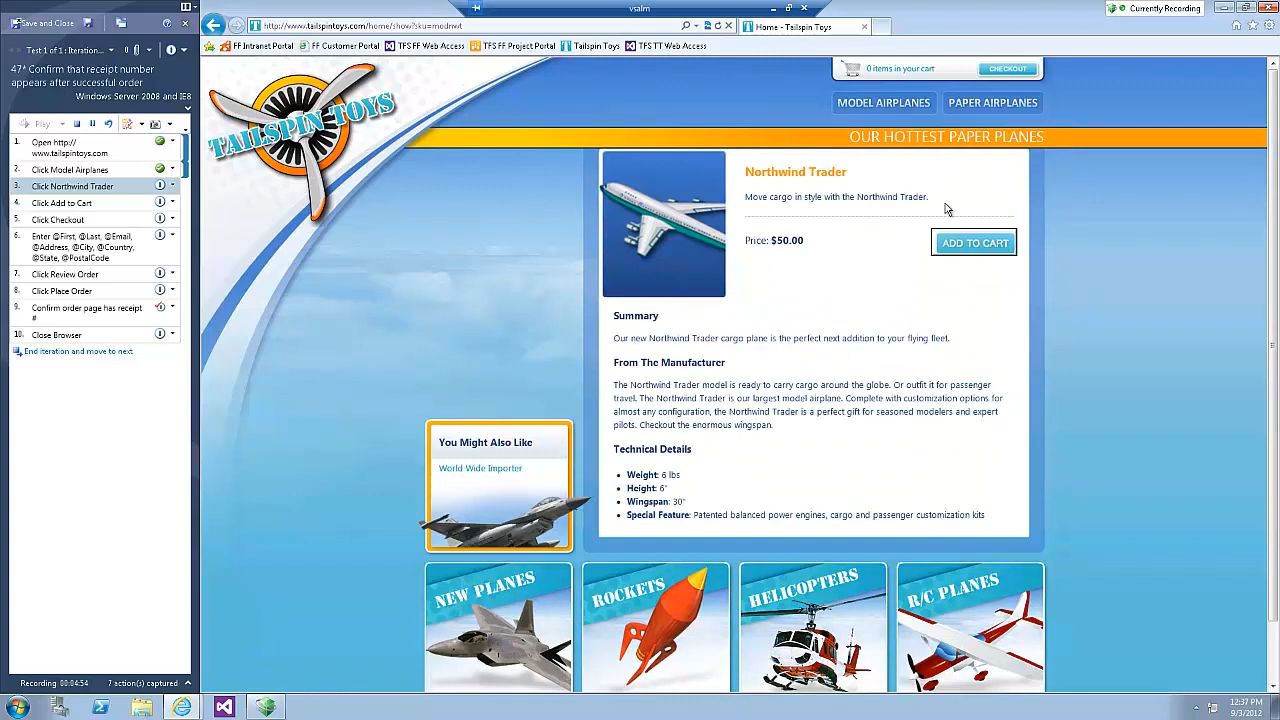 vsalm
Currently Recording
Save and Close
http://www.tailspintoys.com/home/show?sku=modnwt
Home - Tailspin Toys
FF Intranet Portal
FF Customer Portal
TFS FF Web Access
TFS FF Project Portal
Tailspin Toys
TFS TT Web Access
Test 1 of 1 : Iteration...
0
47* Confirm that receipt number
appears after successful order
Windows Server 2008 and IE8
Play
1. Open http://
www.tailspintoys.com
2. Click Model Airplanes
3. Click Northwind Trader
4. Click Add to Cart
5. Click Checkout
6. Enter @First, @Last, @Email,
@Address, @City, @Country,
@State, @PostalCode.
7. Click Review Order
8. Click Place Order
9. Confirm order page has receipt
#
10. Close Browser
End iteration and move to next
Recording 00:04:54
7 action(s) captured
TAILSPIN TOYS
0 items in your cart
CHECKOUT
MODEL AIRPLANES
PAPER AIRPLANES
OUR HOTTEST PAPER PLANES
Northwind Trader
Move cargo in style with the Northwind Trader.
Price: $50.00
ADD TO CART
Summary
Our new Northwind Trader cargo plane is the perfect next addition to your flying fleet.
From The Manufacturer
The Northwind Trader model is ready to carry cargo around the globe. Or outfit it for passenger
travel. The Northwind Trader is our largest model airplane. Complete with customization options for
almost any configuration, the Northwind Trader is a perfect gift for seasoned modelers and expert
pilots. Checkout the enormous wingspan.
Technical Details
Weight: 6 lbs
Height: 6"
Wingspan: 30"
Special Feature: Patented balanced power engines, cargo and passenger customization kits
You Might Also Like
World Wide Importer
NEW PLANES
ROCKETS
HELICOPTERS
R/C PLANES
12:37 PM
9/3/2012